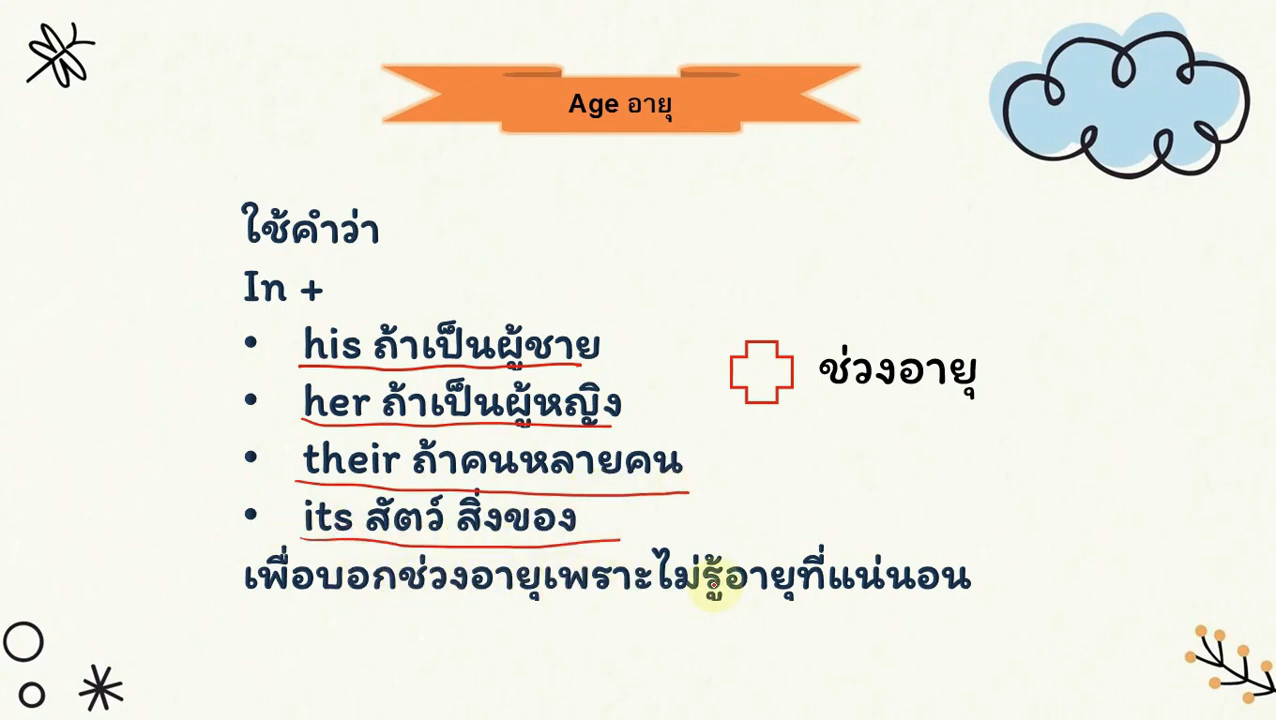 Age อายุ
ใช้คำว่า
In +
• his ถ้าเป็นผู้ชาย
• her ถ้าเป็นผู้หญิง
• their ถ้าคนหลายคน
• its สัตว์ สิ่งของ
ช่วงอายุ
เพื่อบอกช่วงอายุเพราะไม่รู้อายุที่แน่นอน